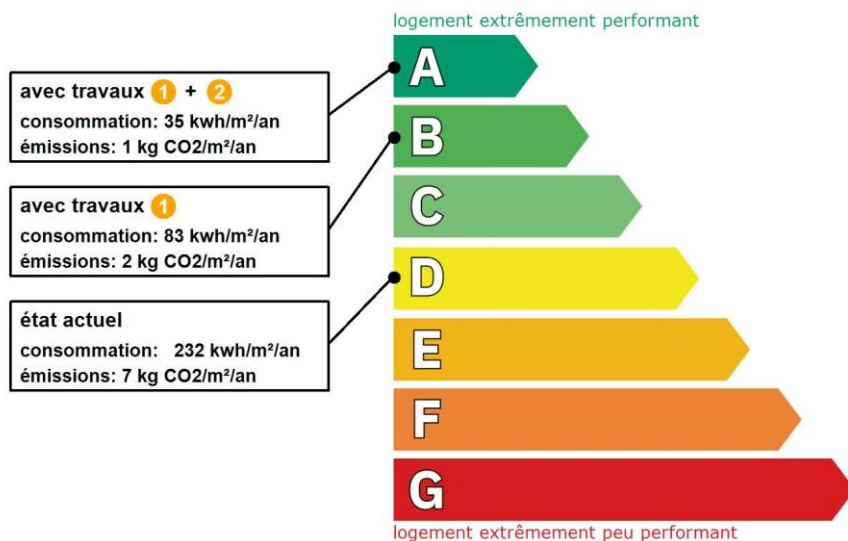 logement extrêmement performant
avec travaux 1 + 2
consommation: 35 kwh/m²/an
émissions: 1 kg CO2/m²/an
avec travaux 1
consommation: 83 kwh/m²/an
émissions: 2 kg CO2/m²/an
état actuel
consommation: 232 kwh/m²/an
émissions: 7 kg CO2/m²/an
A
B
C
D
E
F
G
logement extrêmement peu performant